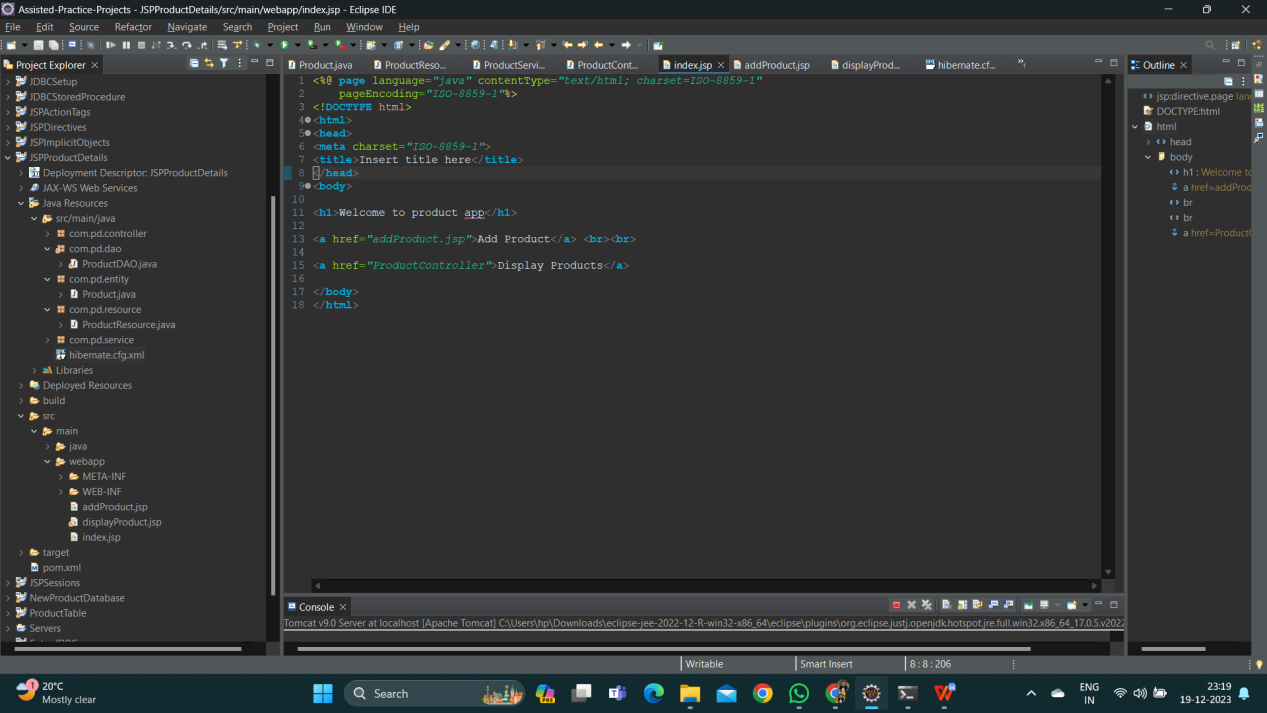 Assisted-Practice-Projects - JSPProductDetails/src/main/webapp/index.jsp - Eclipse IDE
File Edit Source Refactor Navigate Search Project Run Window Help
Project Explorer
JDBCSetup
JDBCStoredProcedure
JSPActionTags
JSPDirectives
JSPImplicitObjects
JSPProductDetails
Deployment Descriptor: JSPProductDetails
JAX-WS Web Services
Java Resources
src/main/java
com.pd.controller
com.pd.dao
ProductDAO.java
com.pd.entity
Product.java
com.pd.resource
ProductResource.java
com.pd.service
hibernate.cfg.xml
Libraries
Deployed Resources
build
src
main
java
webapp
META-INF
WEB-INF
addProduct.jsp
displayProduct.jsp
index.jsp
target
pom.xml
JSPSessions
NewProductDatabase
ProductTable
Servers
Product.java ProductReso... ProductServi... ProductCont... index.jsp addProduct.jsp displayProd... hibernate.cf... »1
1 <%@ page language="java" contentType="text/html; charset=ISO-8859-1"
2 pageEncoding="ISO-8859-1"%>
3 <!DOCTYPE html>
4 <html>
5 <head>
6 <meta charset="ISO-8859-1">
7 <title>Insert title here</title>
8 </head>
9 <body>
10
11 <h1>Welcome to product app</h1>
12
13 <a href="addProduct.jsp">Add Product</a> <br><br>
14
15 <a href="ProductController">Display Products</a>
16
17 </body>
18 </html>
Outline
jsp:directive.page lan
DOCTYPE:html
html
head
body
h1 : Welcome to
a href=addProd
br
br
a href=ProductC
Console
Tomcat v9.0 Server at localhost [Apache Tomcat] C:\Users\hp\Downloads\eclipse-jee-2022-12-R-win32-x86_64\eclipse\plugins\org.eclipse.justj.openjdk.hotspot.jre.full.win32.x86_64_17.0.5.v2022
Writable Smart Insert 8 : 8 : 206
1
20°C
Mostly clear
Search
PRE
ENG
IN
23:19
19-12-2023